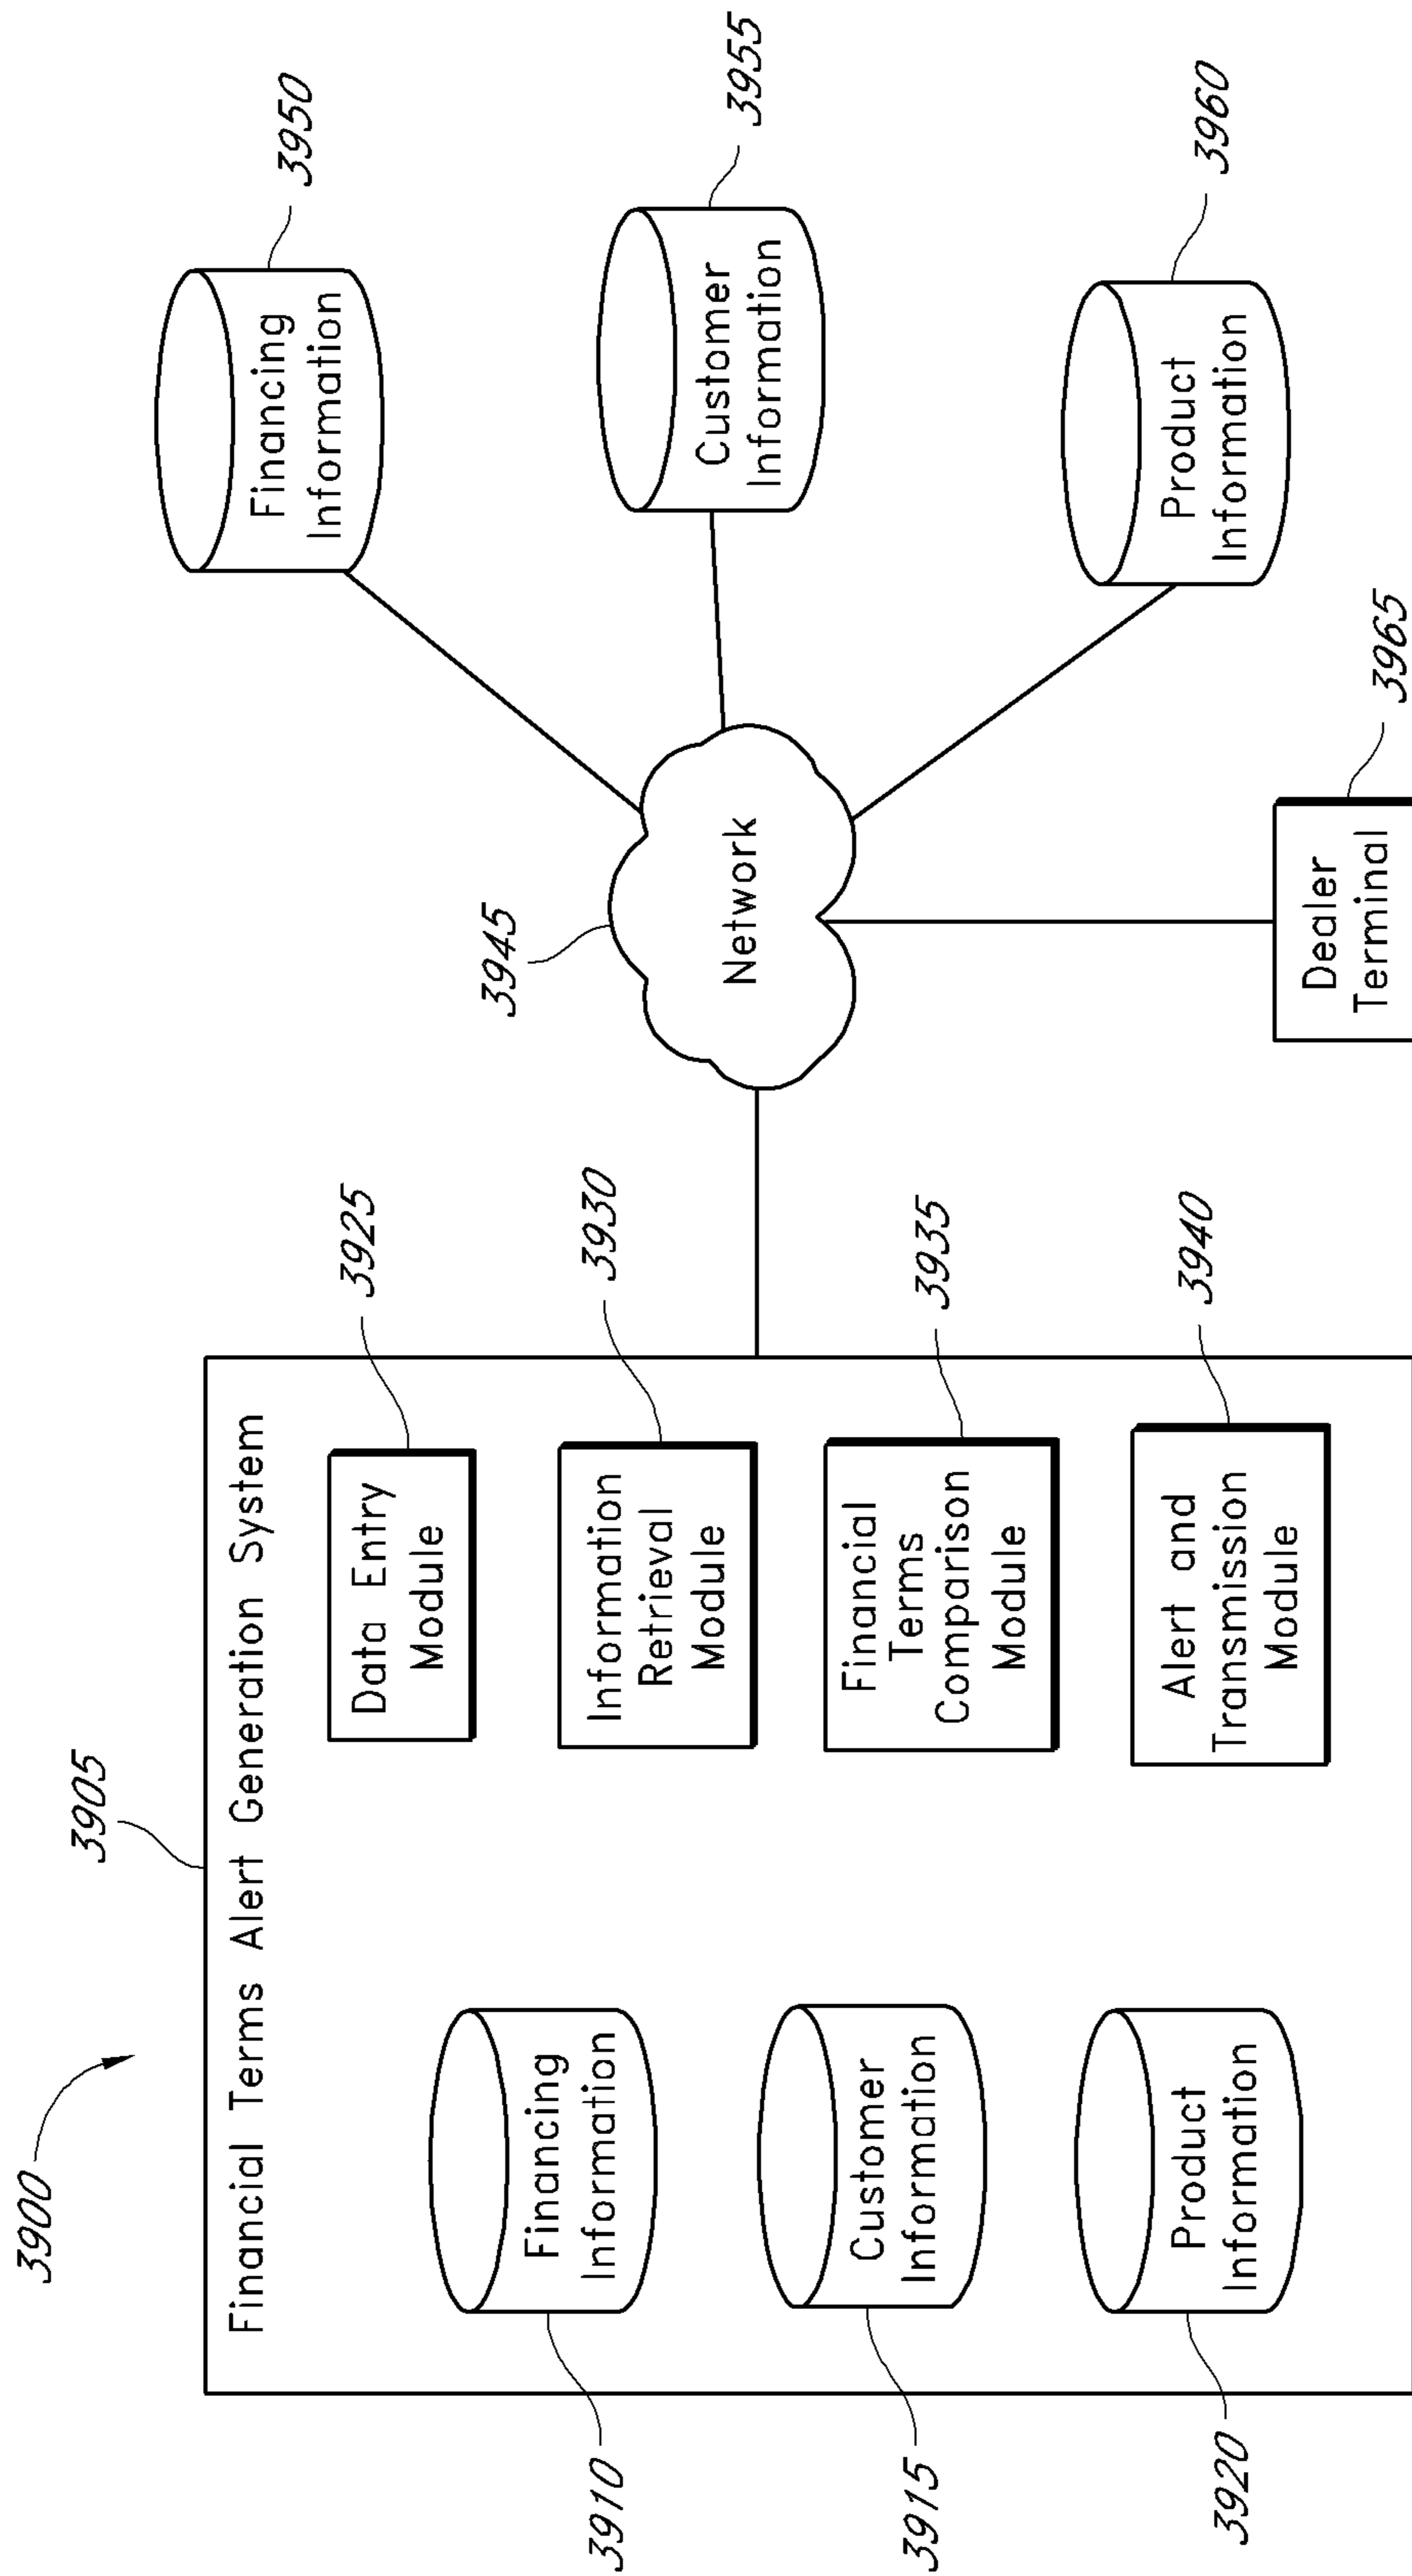 3900
3905
Financial Terms Alert Generation System
3910
Financing
Information
3915
Customer
Information
3920
Product
Information
Data Entry
Module
3925
Information
Retrieval
Module
3930
Financial
Terms
Comparison
Module
3935
Alert and
Transmission
Module
3940
3945
Network
Financing
Information
3950
Customer
Information
3955
Product
Information
3960
Dealer
Terminal
3965